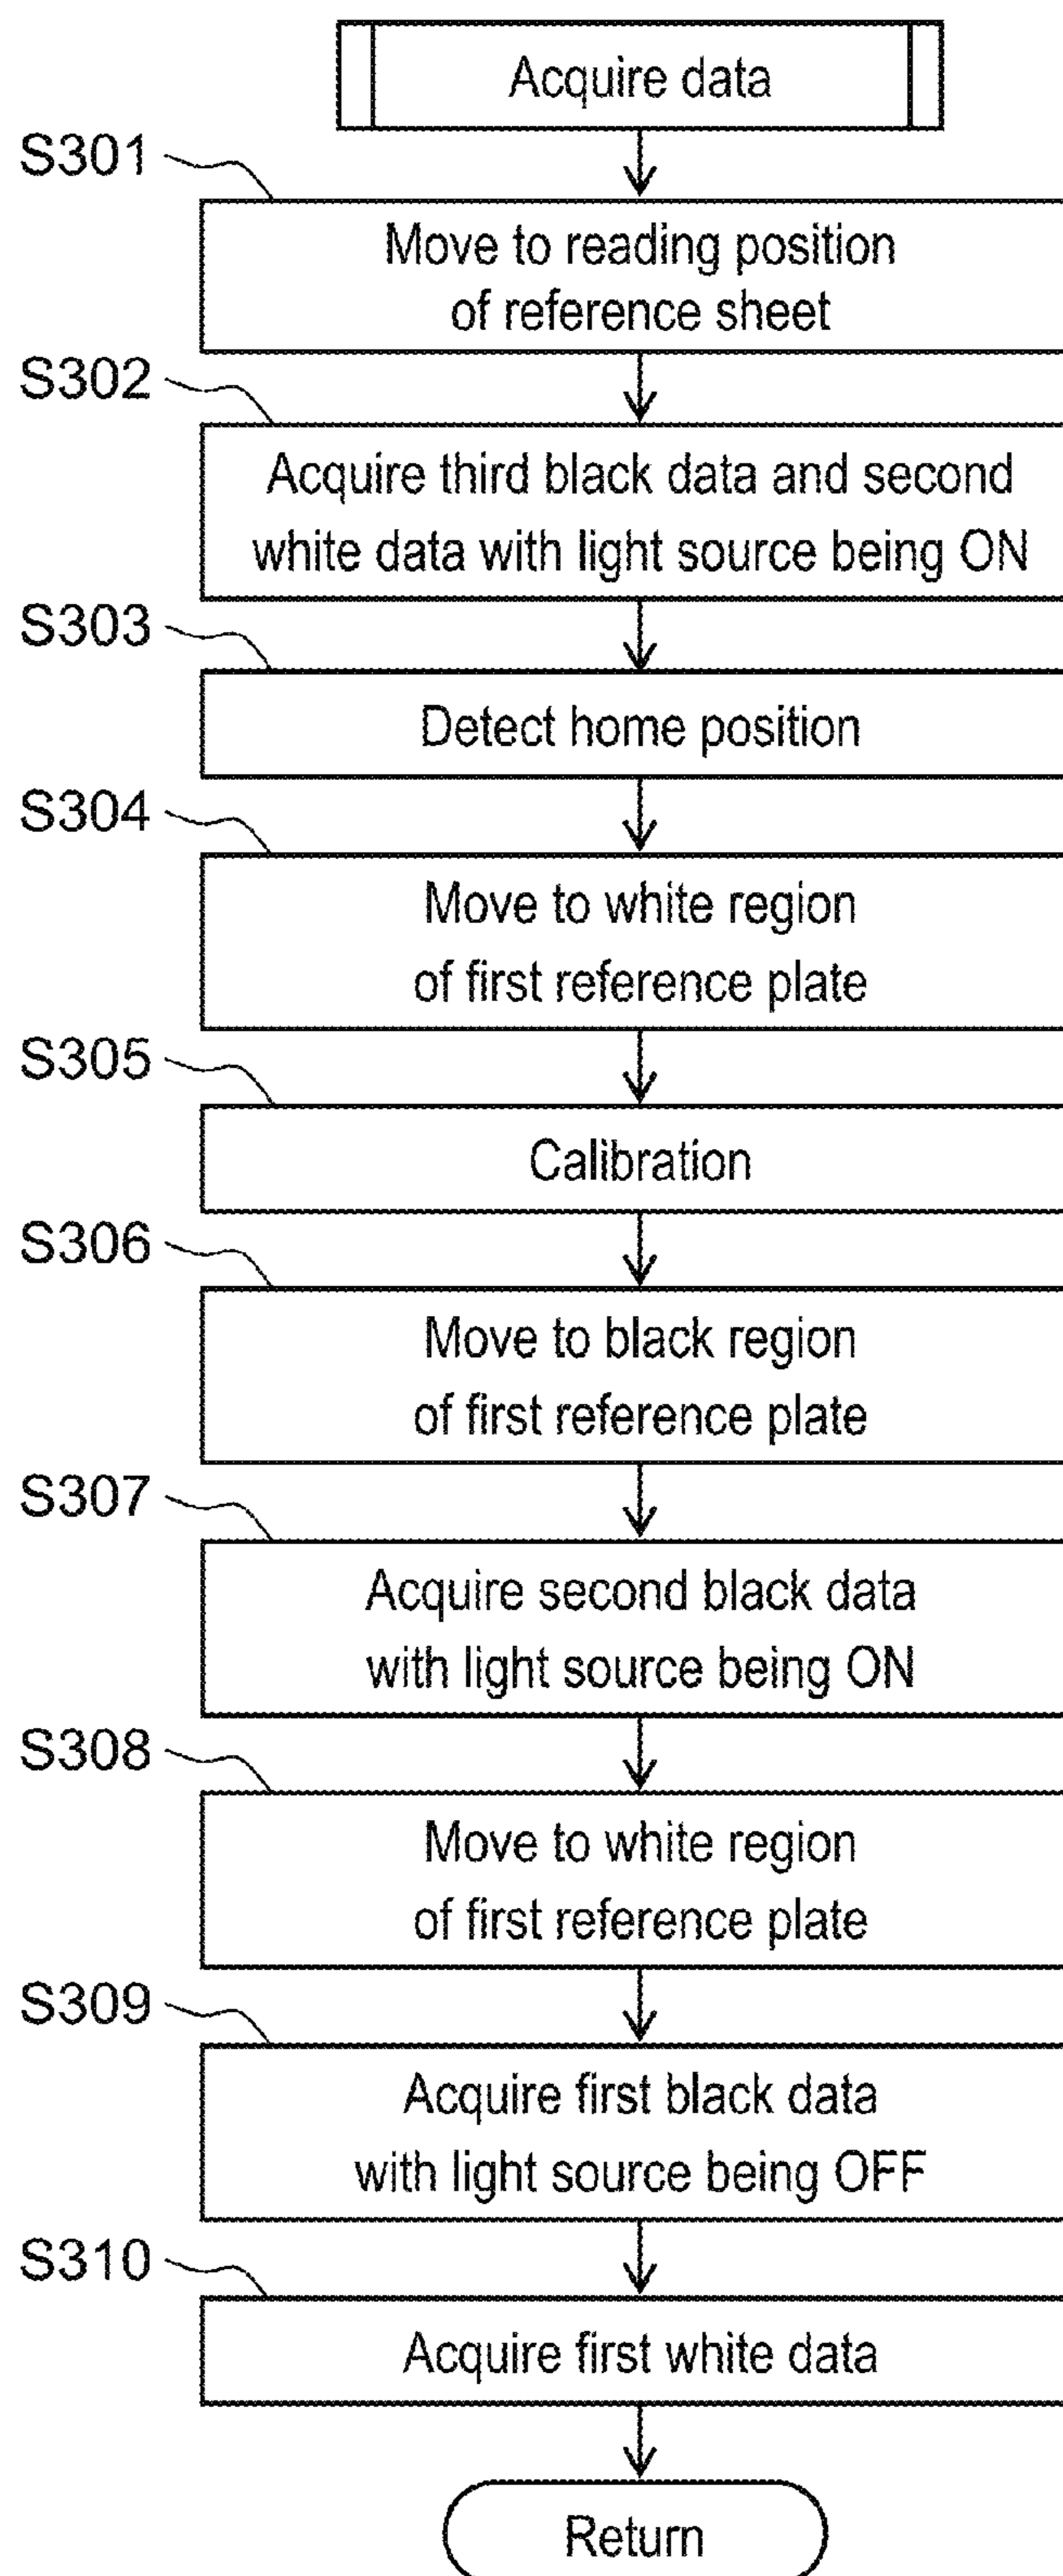 Acquire data
S301
Move to reading position
of reference sheet
S302
Acquire third black data and second
white data with light source being ON
S303
Detect home position
S304
Move to white region
of first reference plate
S305
Calibration
S306
Move to black region
of first reference plate
S307
Acquire second black data
with light source being ON
S308
Move to white region
of first reference plate
S309
Acquire first black data
with light source being OFF
S310
Acquire first white data
Return